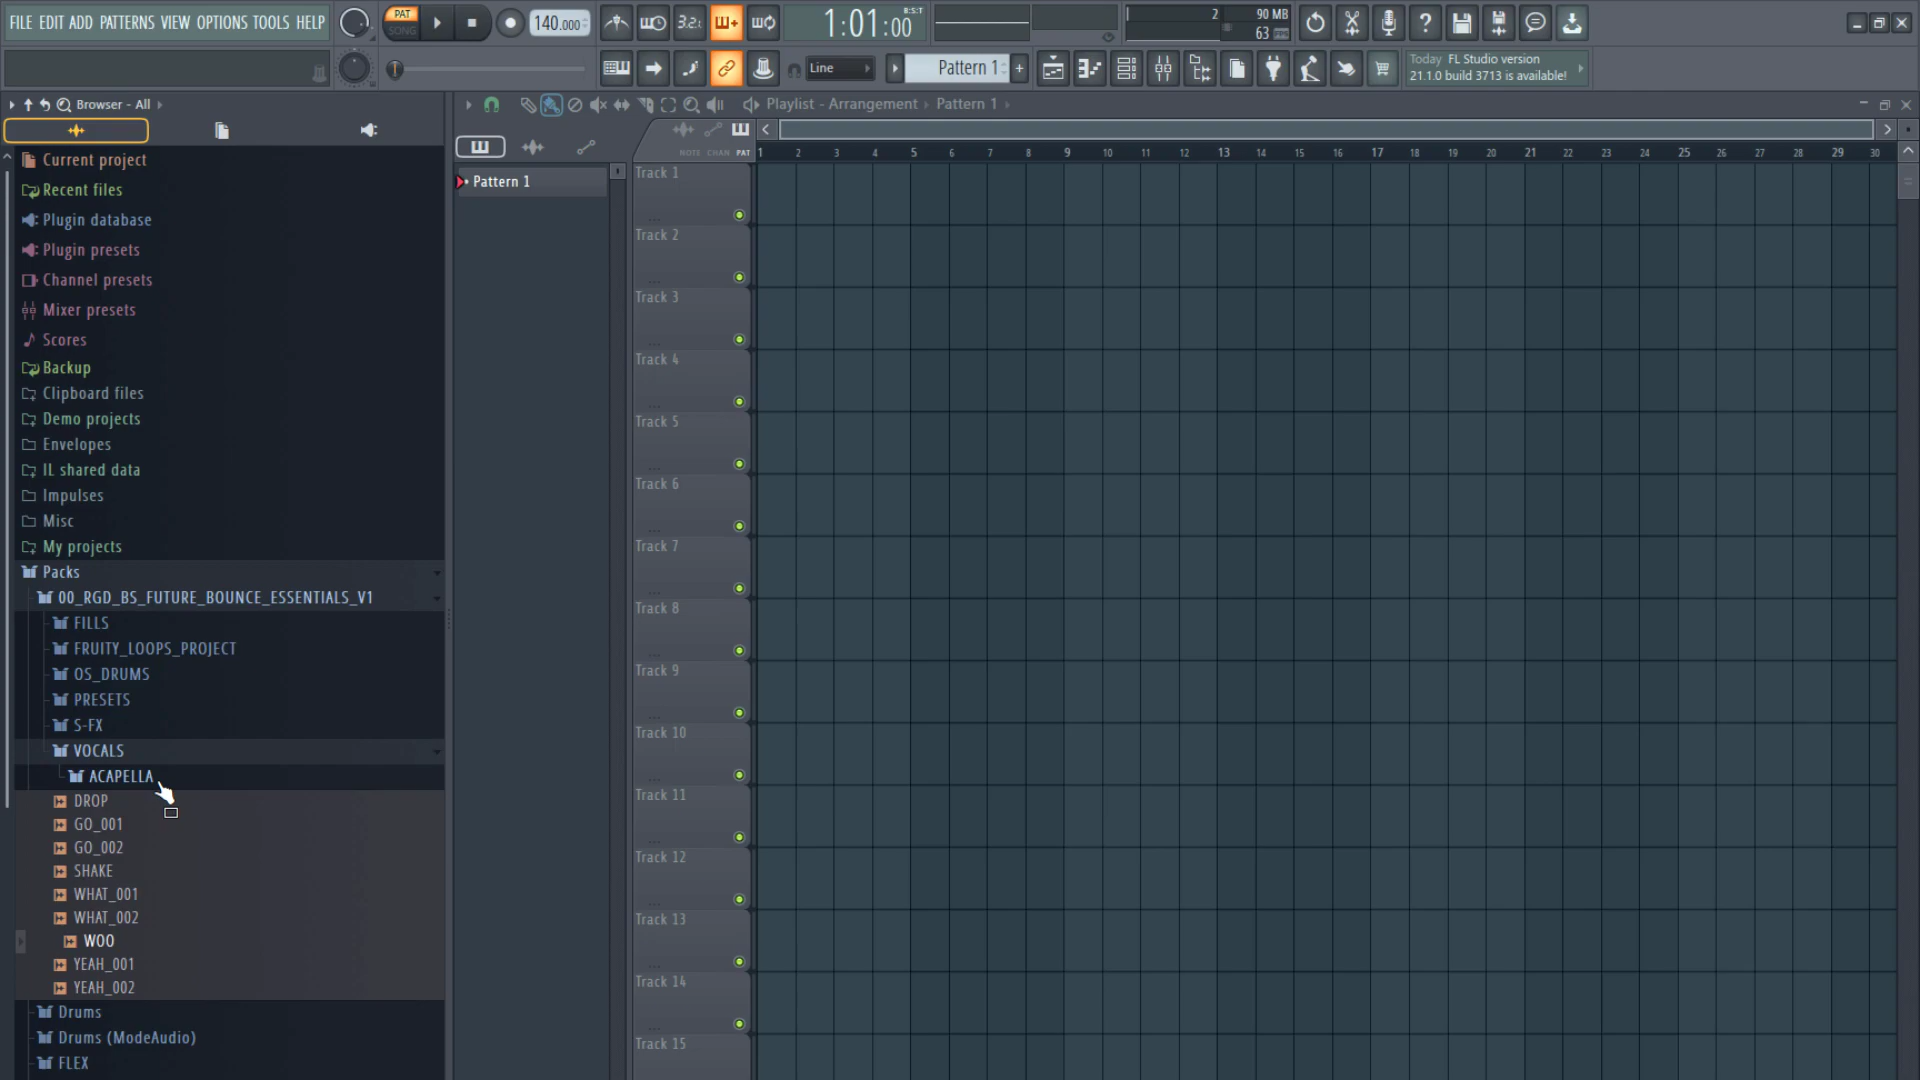 FILE EDIT ADD PATTERNS VIEW OPTIONS TOOLS HELP
PAT
SONG
140.000
3.2.
1:01:00
B:S:T
2
90 MB
63
Line
Pattern 1
+
Today FL Studio version
21.1.0 build 3713 is available!
Browser - All
Playlist - Arrangement › Pattern 1 ›
NOTE CHAN PAT
1 2 3 4 5 6 7 8 9 10 11 12 13 14 15 16 17 18 19 20 21 22 23 24 25 26 27 28 29 30
Current project
Recent files
Plugin database
Plugin presets
Channel presets
Mixer presets
Scores
Backup
Clipboard files
Demo projects
Envelopes
IL shared data
Impulses
Misc
My projects
Packs
00_RGD_BS_FUTURE_BOUNCE_ESSENTIALS_V1
FILLS
FRUITY_LOOPS_PROJECT
OS_DRUMS
PRESETS
S-FX
VOCALS
ACAPELLA
DROP
GO_001
GO_002
SHAKE
WHAT_001
WHAT_002
WOO
YEAH_001
YEAH_002
Drums
Drums (ModeAudio)
FLEX
Pattern 1
Track 1
Track 2
Track 3
Track 4
Track 5
Track 6
Track 7
Track 8
Track 9
Track 10
Track 11
Track 12
Track 13
Track 14
Track 15